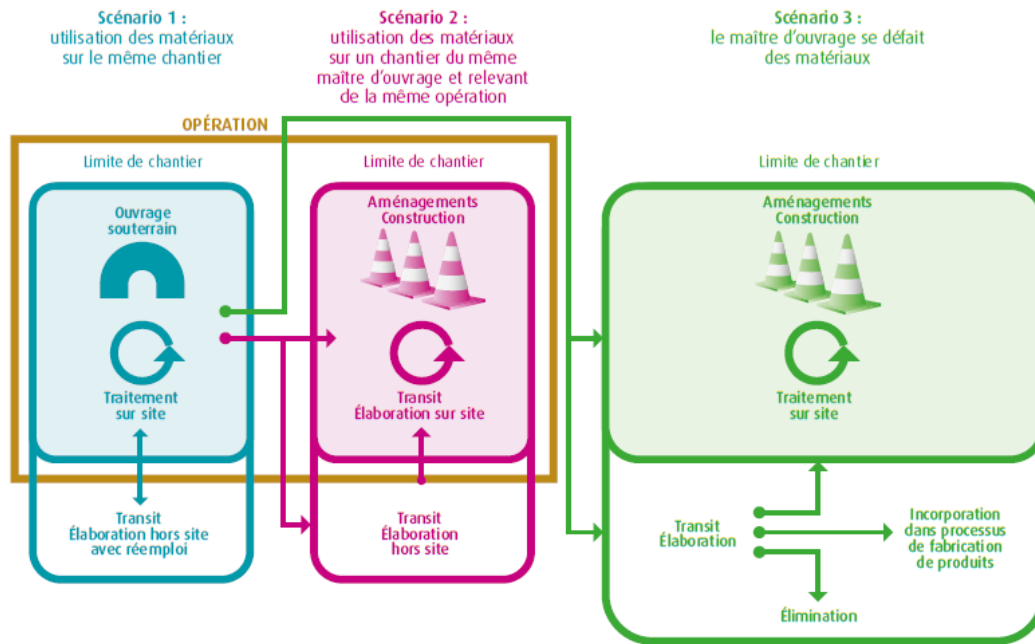 Scénario 1 :
utilisation des matériaux
sur le même chantier
Scénario 2 :
utilisation des matériaux
sur un chantier du même
maître d'ouvrage et relevant
de la même opération
Scénario 3 :
le maître d'ouvrage se défait
des matériaux
OPÉRATION
Limite de chantier
Ouvrage
souterrain
Traitement
sur site
Transit
Élaboration hors site
avec réemploi
Limite de chantier
Aménagements
Construction
Transit
Élaboration sur site
Transit
Élaboration
hors site
Limite de chantier
Aménagements
Construction
Traitement
sur site
Transit
Élaboration
Incorporation
dans processus
de fabrication
de produits
Élimination